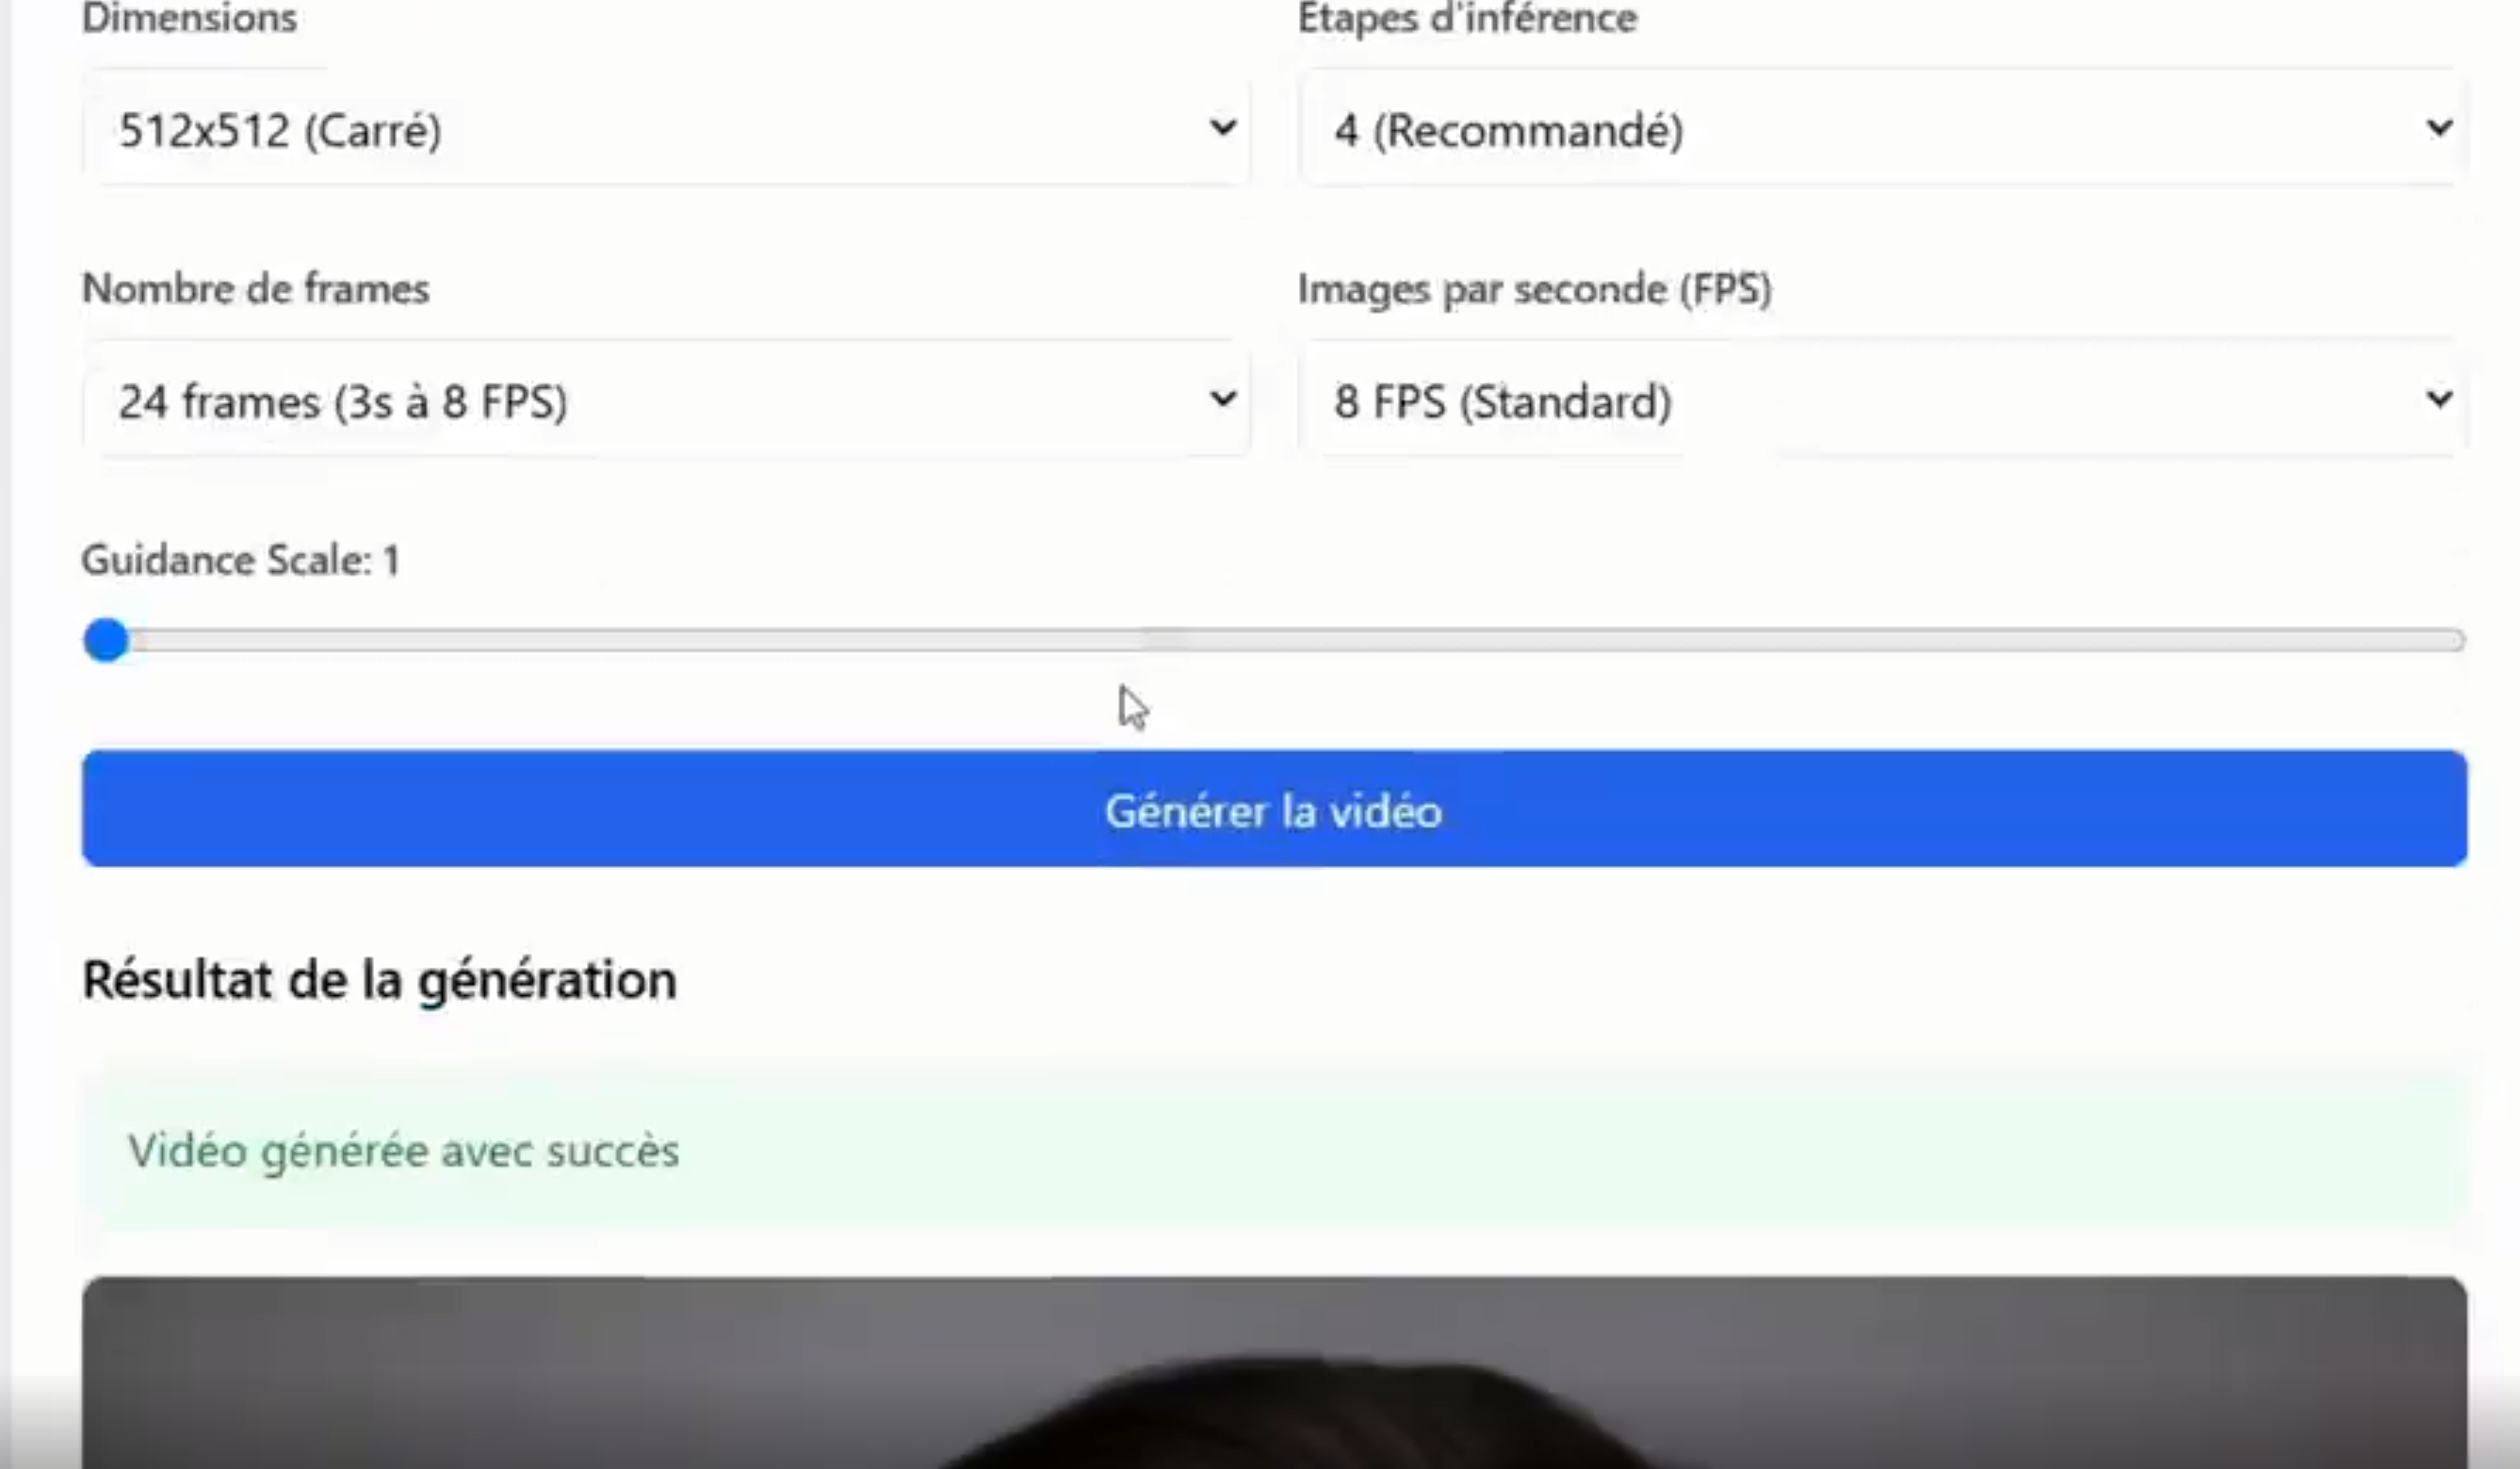 Dimensions
Etapes d'inférence
512x512 (Carré)
4 (Recommandé)
Nombre de frames
Images par seconde (FPS)
24 frames (3s à 8 FPS)
8 FPS (Standard)
Guidance Scale: 1
Générer la vidéo
Résultat de la génération
Vidéo générée avec succès